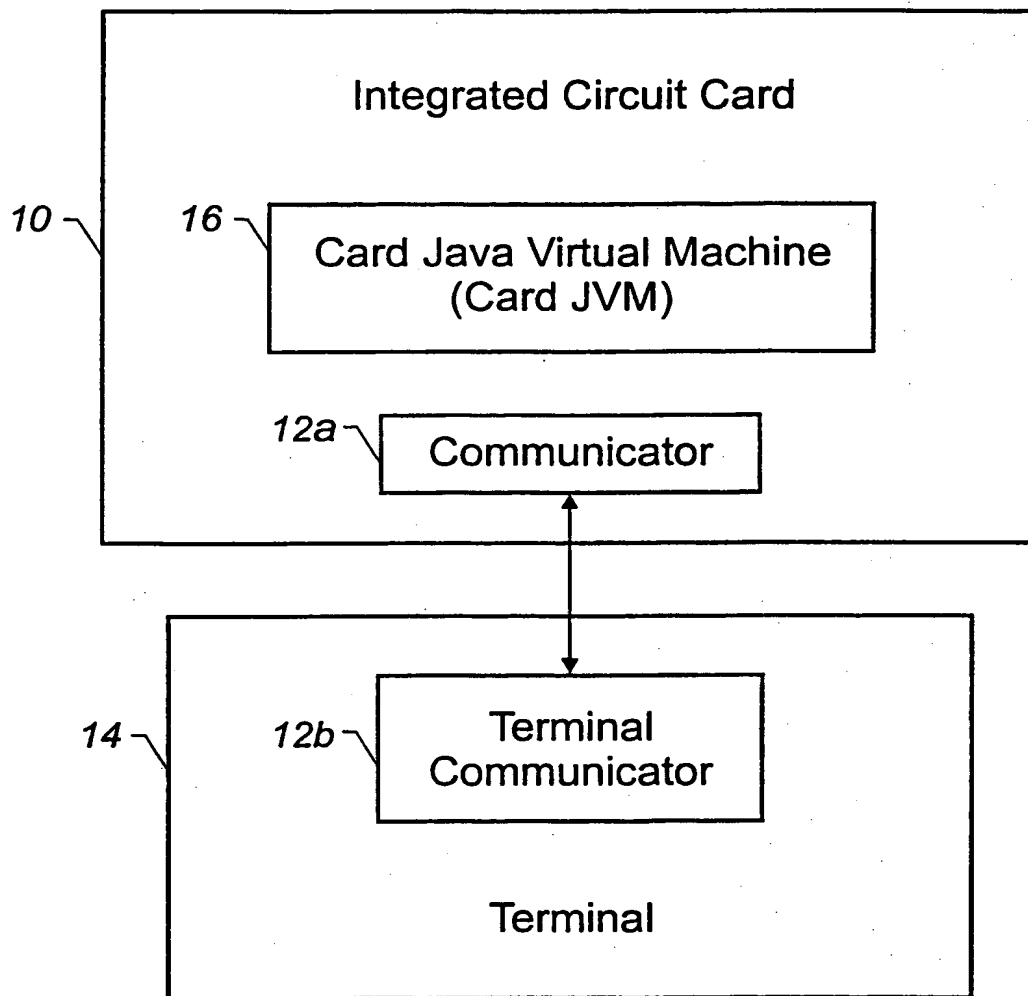 Integrated Circuit Card
10
16
Card Java Virtual Machine
(Card JVM)
12a
Communicator
14
12b
Terminal
Communicator
Terminal